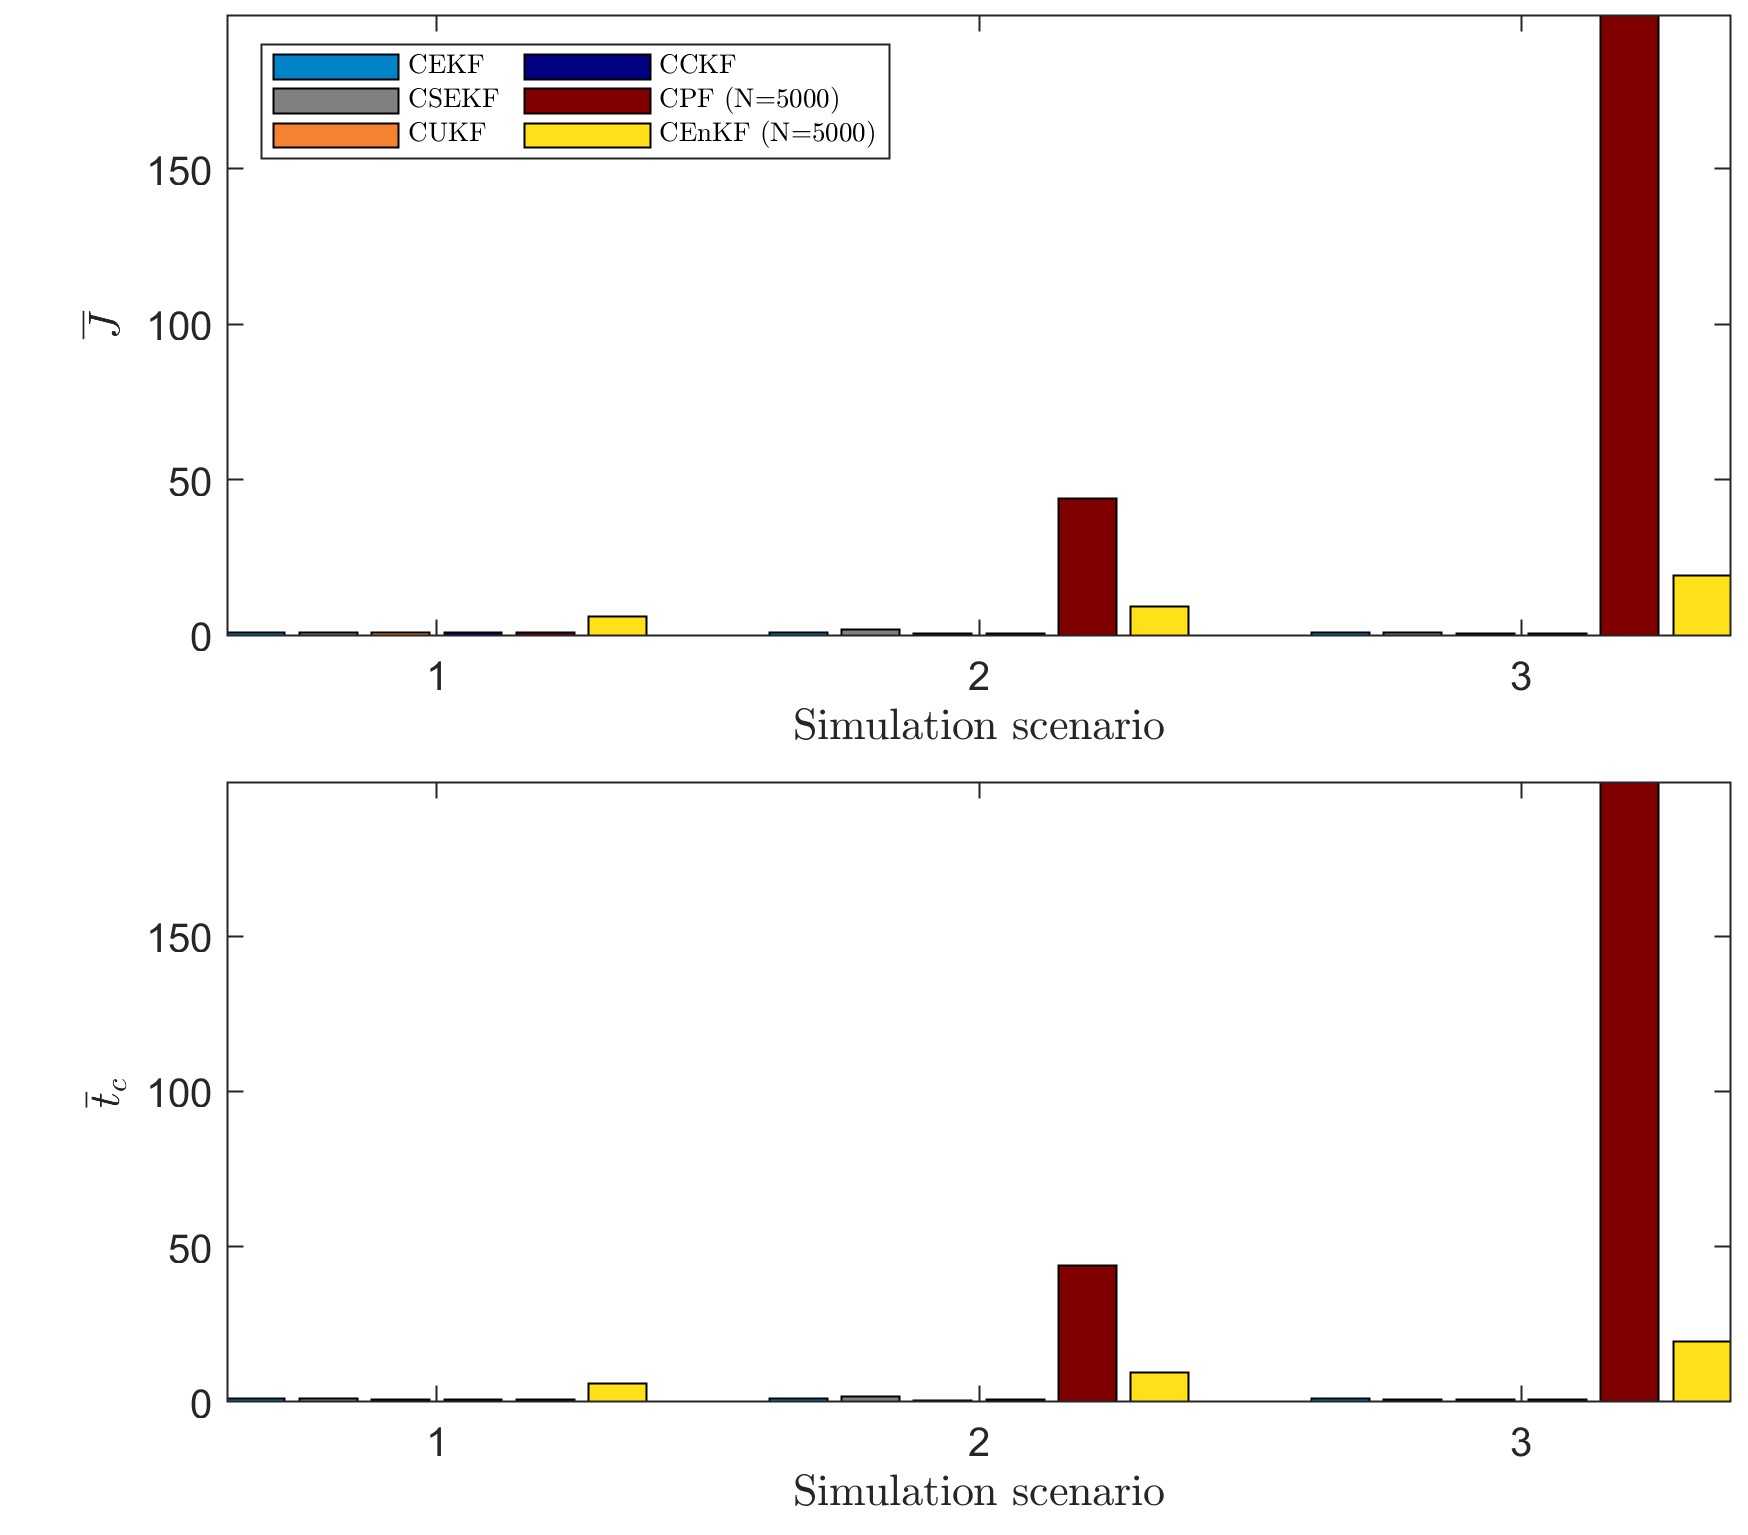 CEKF
CSEKF
CUKF
CCKF
CPF (N=5000)
CEnKF (N=5000)
150
100
50
0
J̅
1
2
3
Simulation scenario
150
100
50
0
t̅c
1
2
3
Simulation scenario